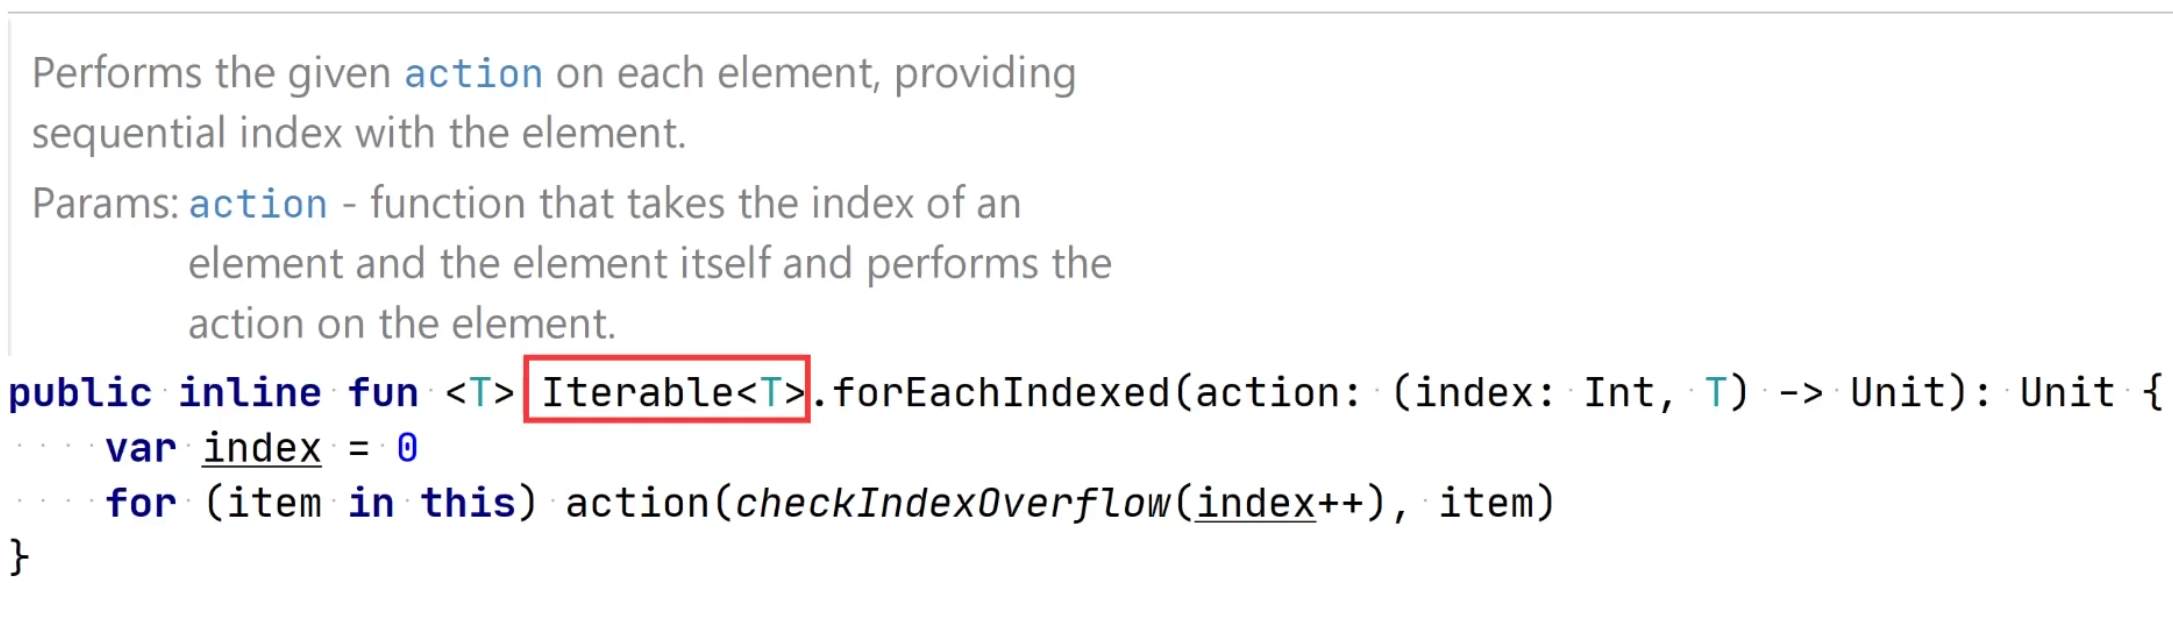 Performs the given action on each element, providing
sequential index with the element.
Params: action - function that takes the index of an
element and the element itself and performs the
action on the element.
public inline fun <T> Iterable<T>.forEachIndexed(action: (index: Int, T) -> Unit): Unit {
var index = 0
for (item in this) action(checkIndexOverflow(index++), item)
}